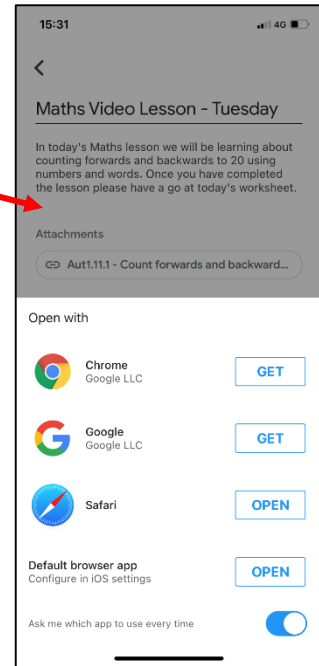 15:31
4G
Maths Video Lesson - Tuesday
In today's Maths lesson we will be learning about
counting forwards and backwards to 20 using
numbers and words. Once you have completed
the lesson please have a go at today's worksheet.
Attachments
Aut1.11.1 - Count forwards and backward...
Open with
Chrome
Google LLC
GET
Google
Google LLC
GET
Safari
OPEN
Default browser app
Configure in iOS settings
OPEN
Ask me which app to use every time